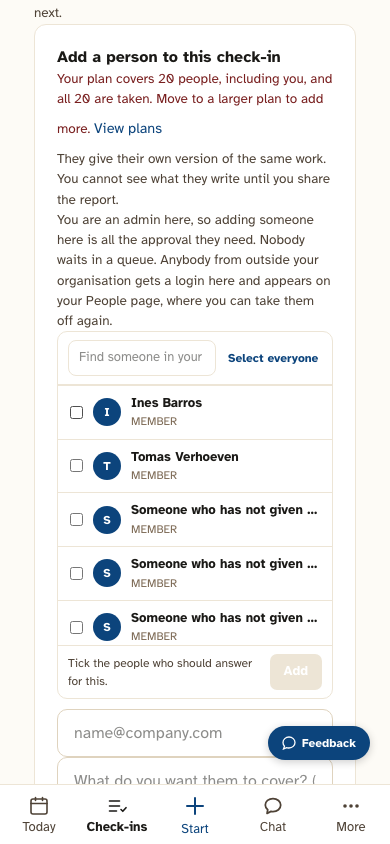 next.
Add a person to this check-in
Your plan covers 20 people, including you, and
all 20 are taken. Move to a larger plan to add
more. View plans
They give their own version of the same work.
You cannot see what they write until you share
the report.
You are an admin here, so adding someone
here is all the approval they need. Nobody
waits in a queue. Anybody from outside your
organisation gets a login here and appears on
your People page, where you can take them
off again.
Find someone in your
Select everyone
I
Ines Barros
MEMBER
T
Tomas Verhoeven
MEMBER
S
Someone who has not given ...
MEMBER
S
Someone who has not given ...
MEMBER
S
Someone who has not given ...
MEMBER
Tick the people who should answer
for this.
Add
name@company.com
Feedback
What do you want them to cover? (
Today
Check-ins
Start
Chat
More